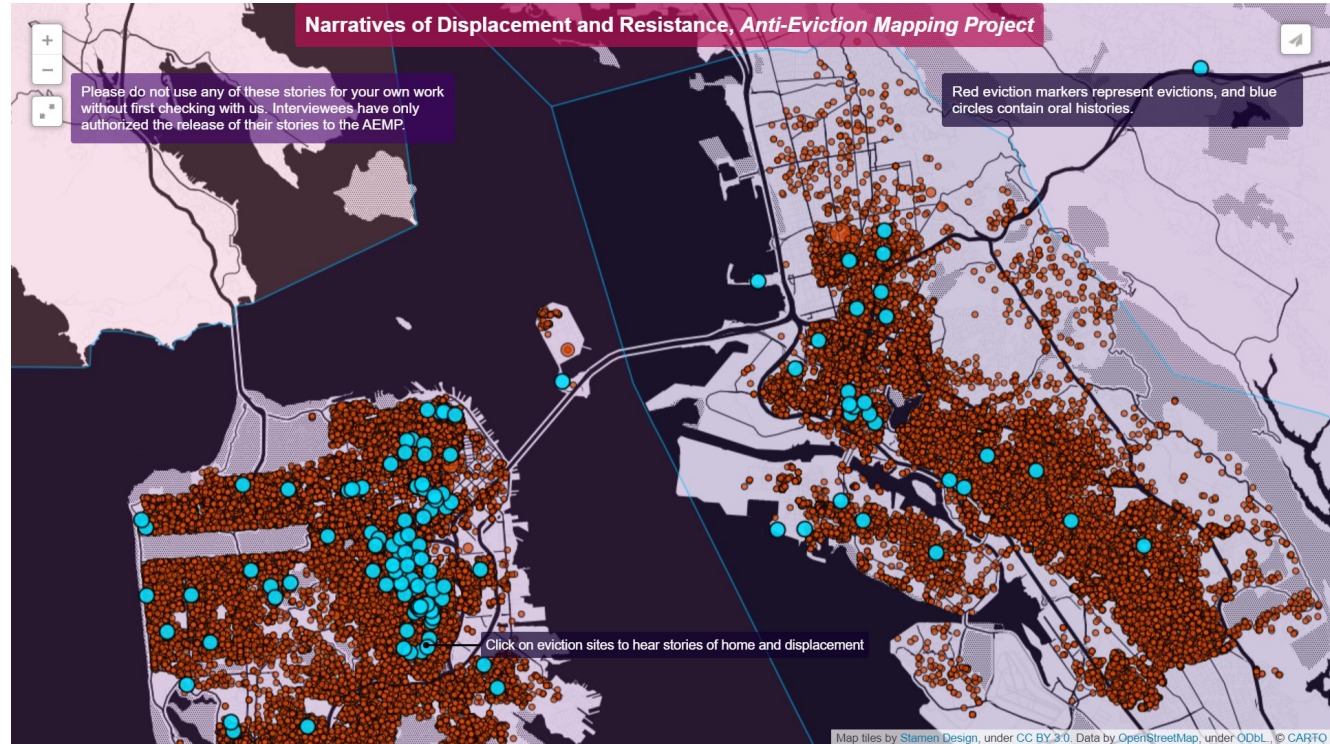 Narratives of Displacement and Resistance, Anti-Eviction Mapping Project
+
−
Please do not use any of these stories for your own work
without first checking with us. Interviewees have only
authorized the release of their stories to the AEMP.
Red eviction markers represent evictions, and blue
circles contain oral histories.
Click on eviction sites to hear stories of home and displacement
Map tiles by Stamen Design, under CC BY 3.0. Data by OpenStreetMap, under ODbL., © CARTO